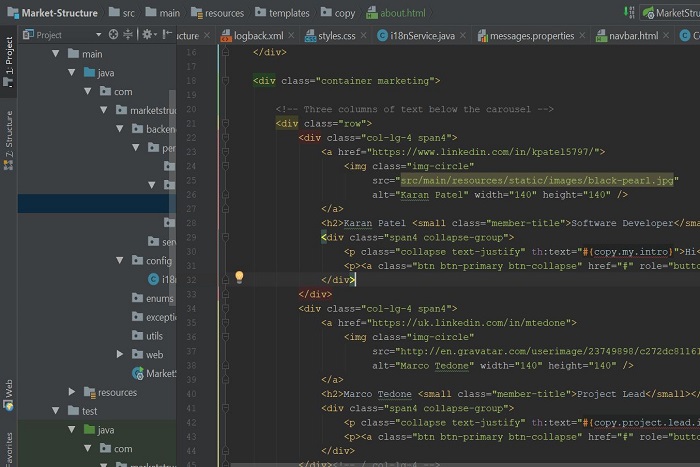 Market-Structure src main resources templates copy about.html MarketStr
Project ucture logback.xml styles.css i18nService.java messages.properties navbar.html Co
1: Project
Z: Structure
Web
Favorites
main
java
com
marketstruc
backend
per
serv
config
i18n
enums
exceptio
utils
web
MarketS
resources
test
java
com
marketstruc
16 </div>
17
18 <div class="container marketing">
19
20 <!-- Three columns of text below the carousel -->
21 <div class="row">
22 <div class="col-lg-4 span4">
23 <a href="https://www.linkedin.com/in/kpatel5797/">
24 <img class="img-circle"
25 src="src/main/resources/static/images/black-pearl.jpg"
26 alt="Karan Patel" width="140" height="140" />
27 </a>
28 <h2>Karan Patel <small class="member-title">Software Developer</sma
29 <div class="span4 collapse-group">
30 <p class="collapse text-justify" th:text="#{copy.my.intro}">Hi<
31 <p><a class="btn btn-primary btn-collapse" href="#" role="butto
32 </div>
33 </div>
34 <div class="col-lg-4 span4">
35 <a href="https://uk.linkedin.com/in/mtedone">
36 <img class="img-circle"
37 src="http://en.gravatar.com/userimage/23749898/c272dc81161
38 alt="Marco Tedone" width="140" height="140" />
39 </a>
40 <h2>Marco Tedone <small class="member-title">Project Lead</small></
41 <div class="span4 collapse-group">
42 <p class="collapse text-justify" th:text="#{copy.project.lead.i
43 <p><a class="btn btn-primary btn-collapse" href="#" role="butto
44 </div>
45 </div><!-- /.col-lg-4 -->